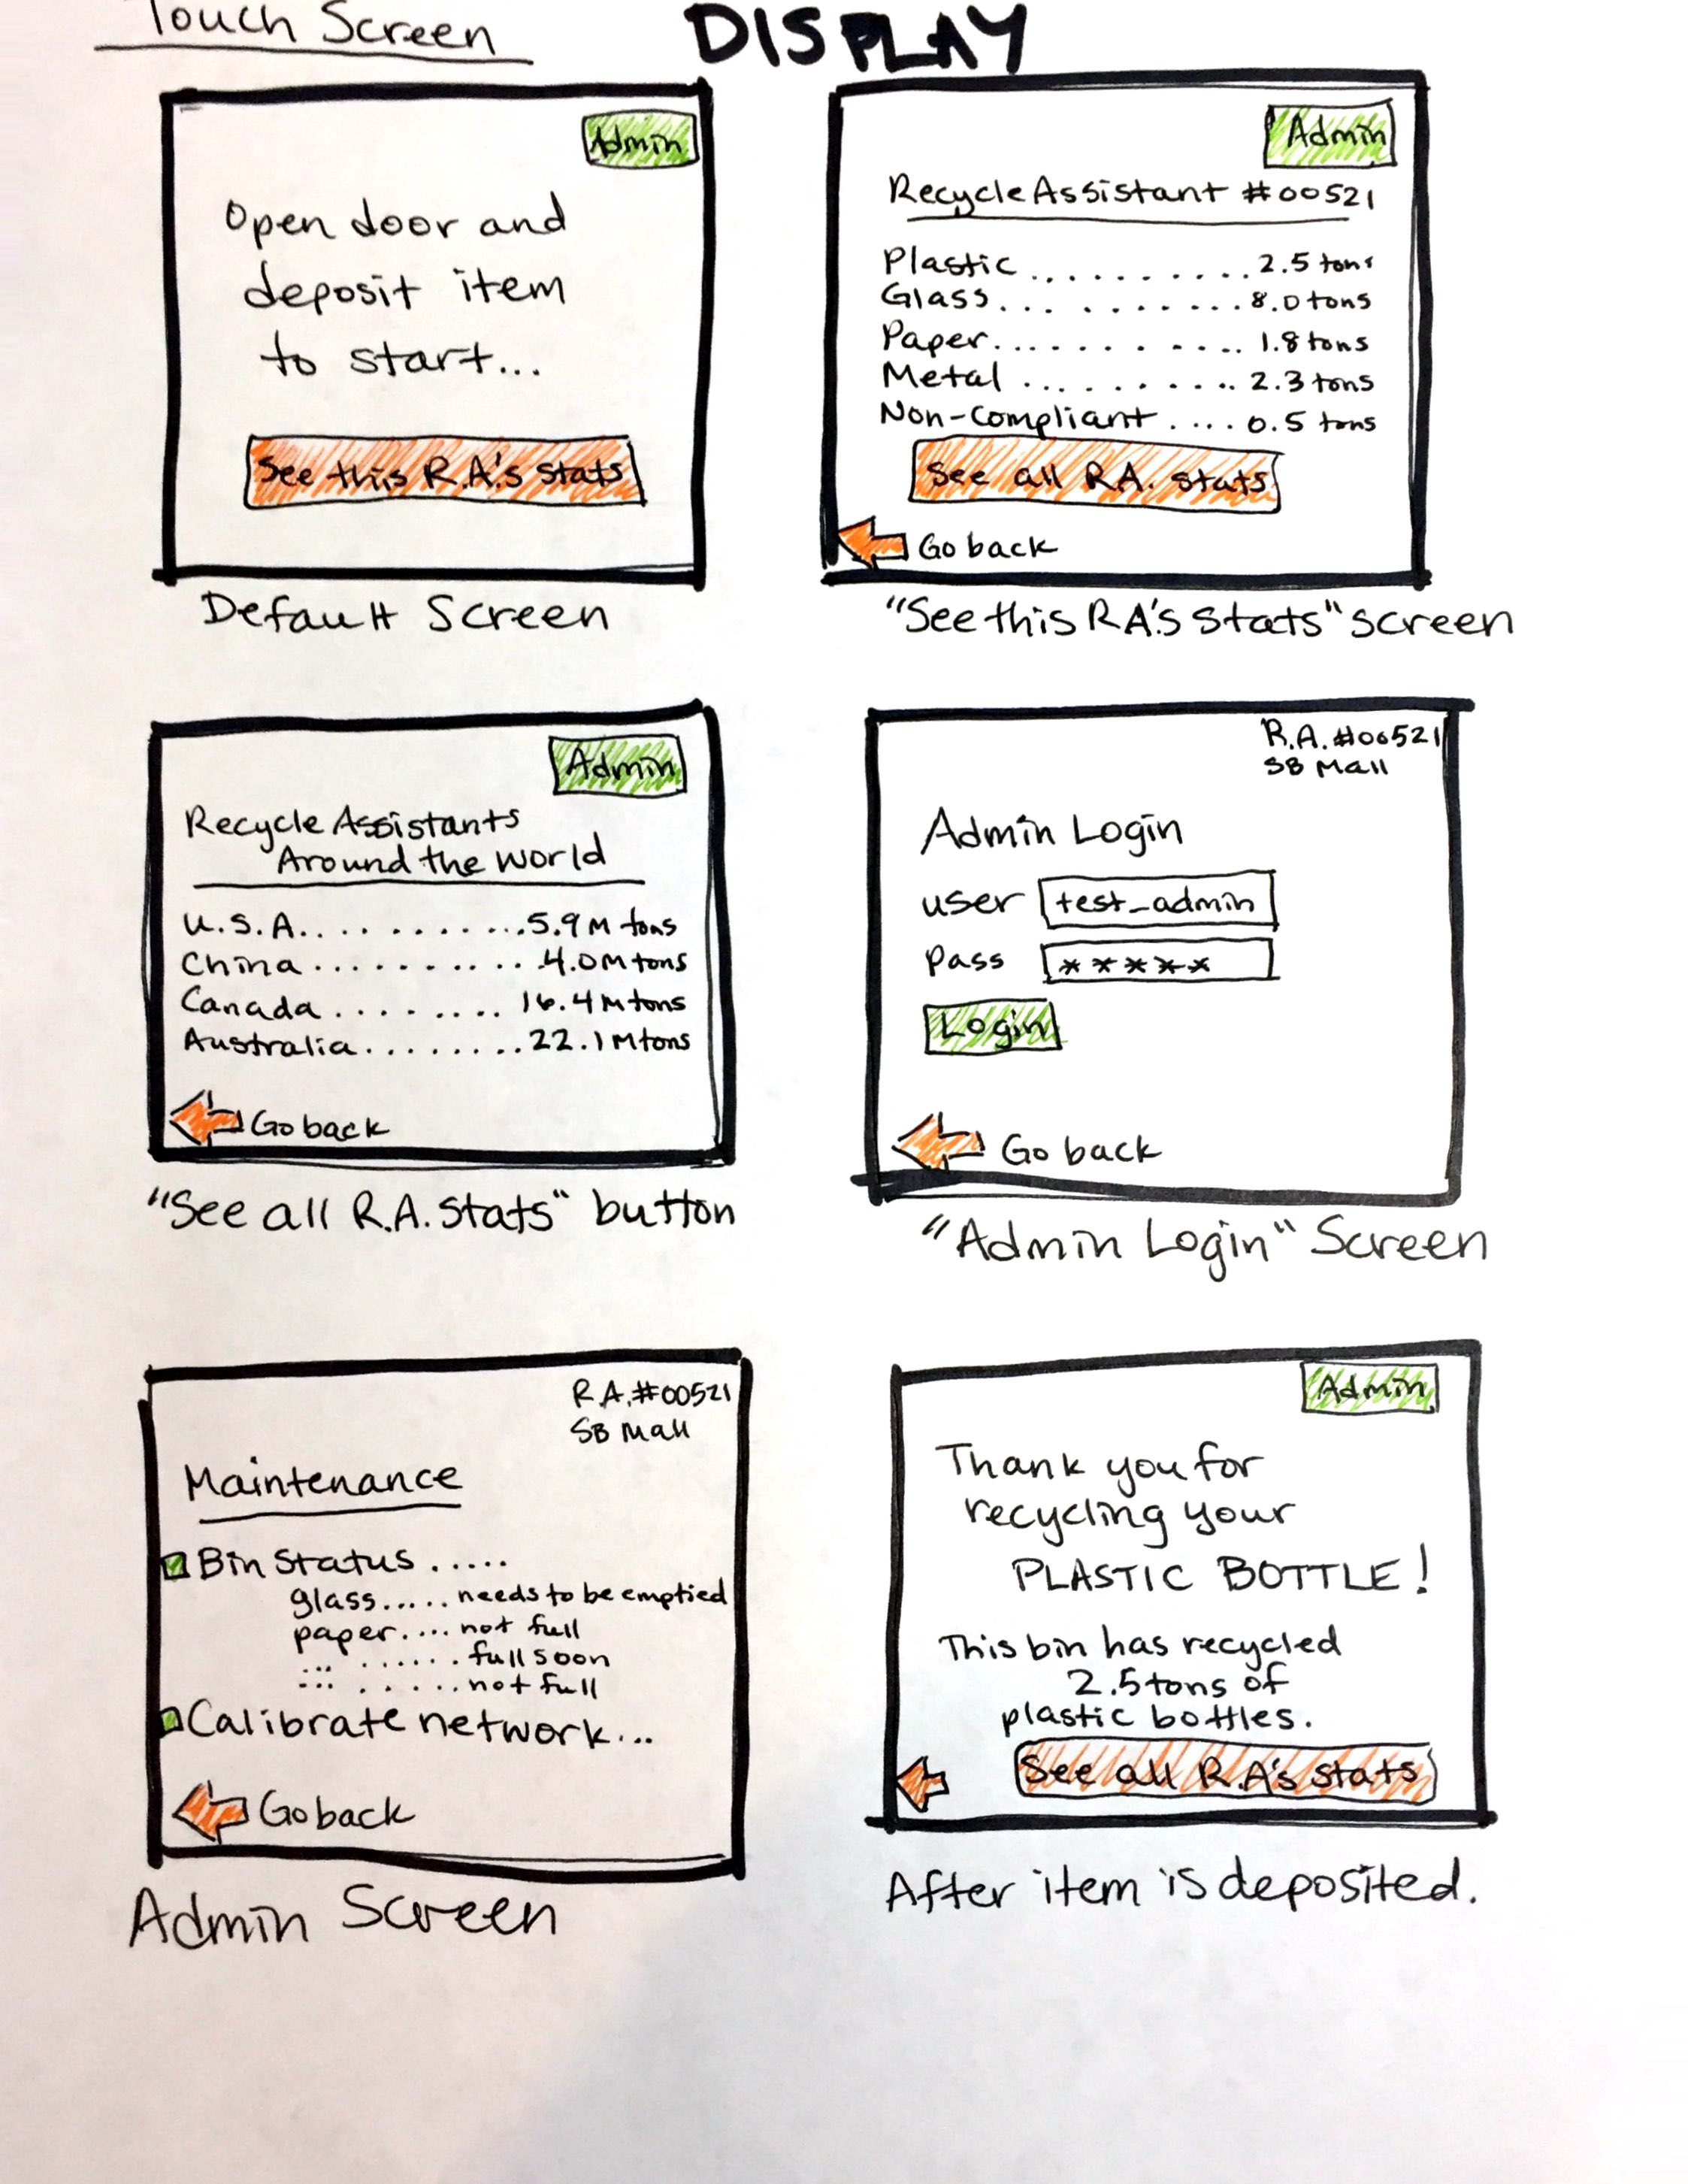 Touch Screen
DISPLAY
Admin
Open door and
deposit item
to start...
See this R.A.'s stats
Default Screen
Admin
Recycle Assistant #00521
Plastic .......... 2.5 tons
Glass... ......... 8.0 tons
Paper............ 1.8 tons
Metal .......... 2.3 tons
Non-Compliant .... 0.5 tons
See all R.A. stats
Go back
"See this RA's stats" screen
Admin
Recycle Assistants
Around the world
U.S.A............ 5.9M tons
China ........... 4.0M tons
Canada ......... 16.4M tons
Australia......... 22.1M tons
Go back
"See all R.A. stats" button
R.A. #00521
SB Mall
Admin Login
user test_admin
pass *****
Login
Go back
"Admin Login" Screen
R.A. #00521
SB Mall
Maintenance
Bin Status .....
glass..... needs to be emptied
paper.... not full
... ...... full soon
... ...... not full
Calibrate network...
Go back
Admin Screen
Admin
Thank you for
recycling your
PLASTIC BOTTLE!
This bin has recycled
2.5 tons of
plastic bottles.
See all R.A's stats
After item is deposited.